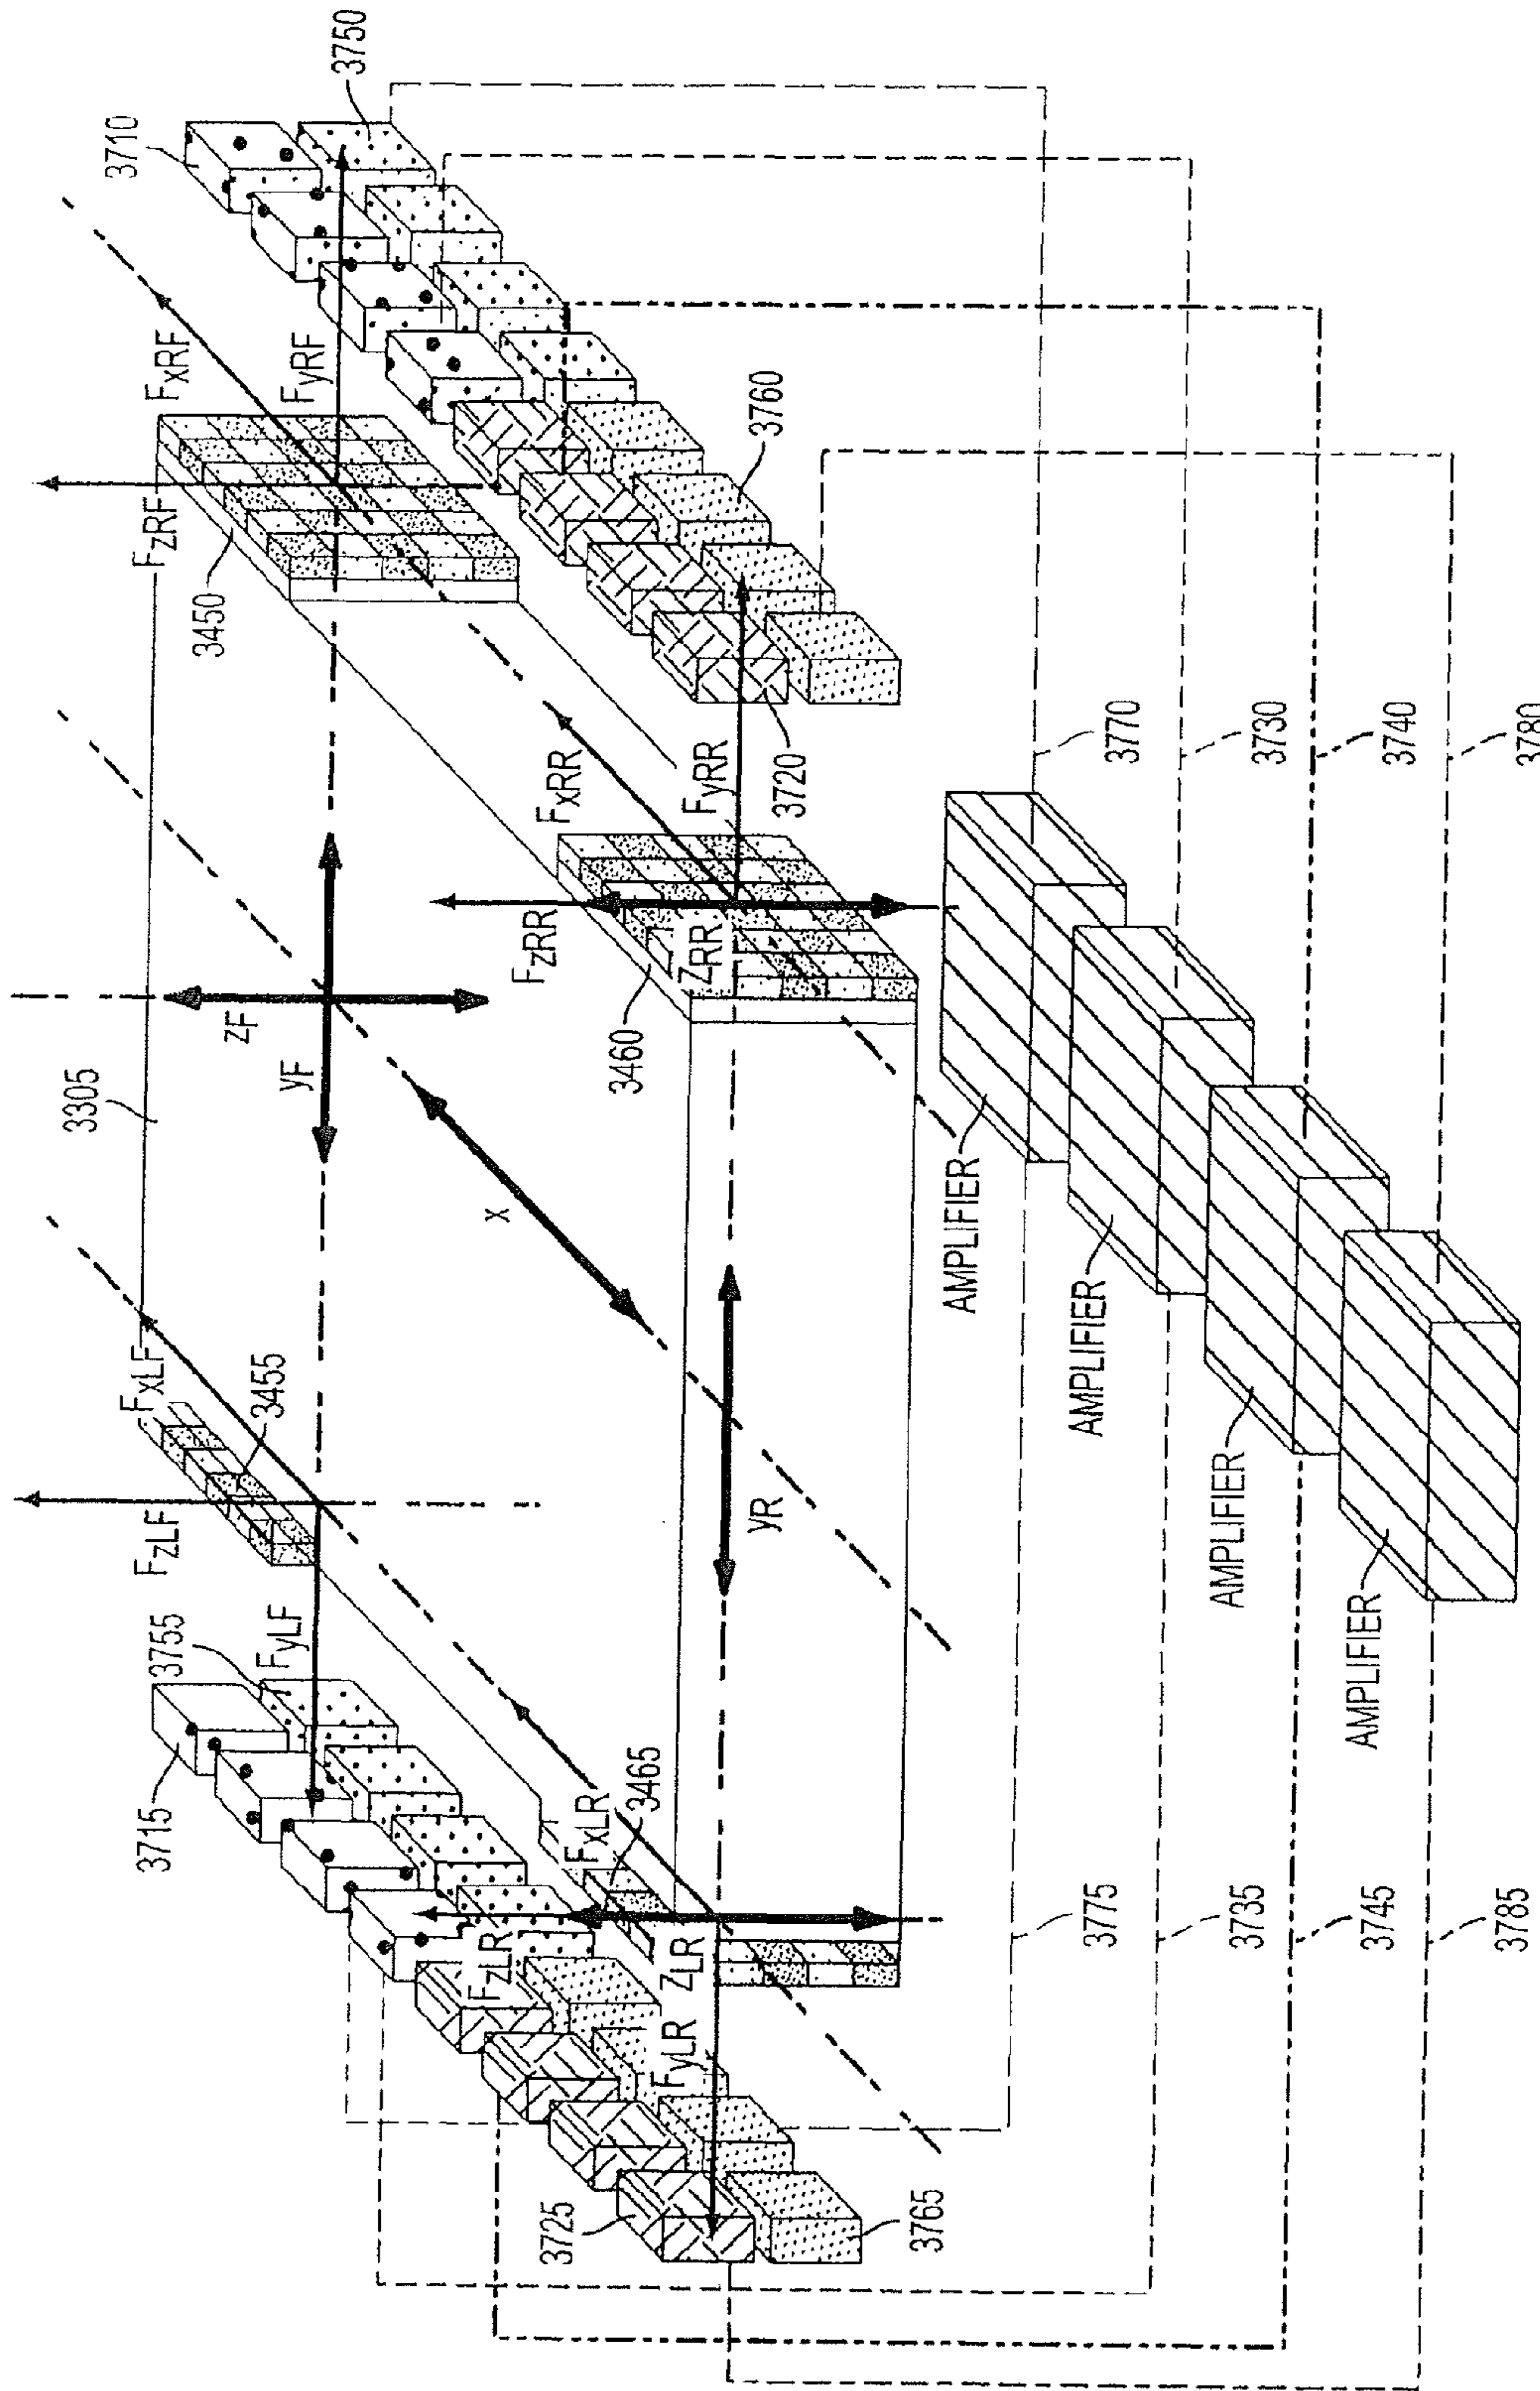 3710
3750
FxRF
FyRF
FzRF
3450
3760
3305
zF
yF
FxRR
FyRR
3720
FzRR
ZRR
3460
x
3770
3730
3740
3780
AMPLIFIER
AMPLIFIER
AMPLIFIER
AMPLIFIER
FxLF
3455
FzLF
yR
3755
FyLF
3715
FxLR
3465
FzLR
ZLR
FyLR
3725
3765
3775
3735
3745
3785